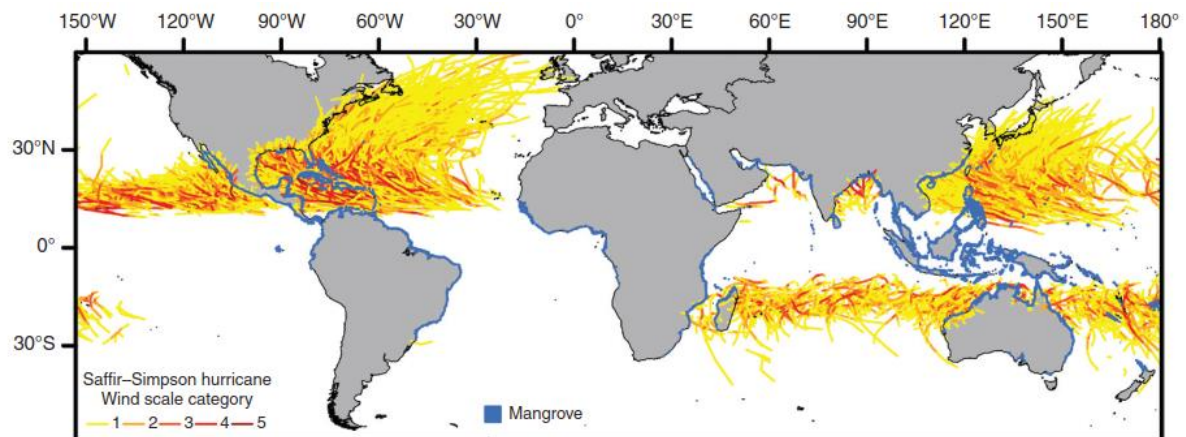 150°W 120°W 90°W 60°W 30°W 0° 30°E 60°E 90°E 120°E 150°E 180°
30°N
0°
30°S
Saffir–Simpson hurricane
Wind scale category
1 2 3 4 5
Mangrove